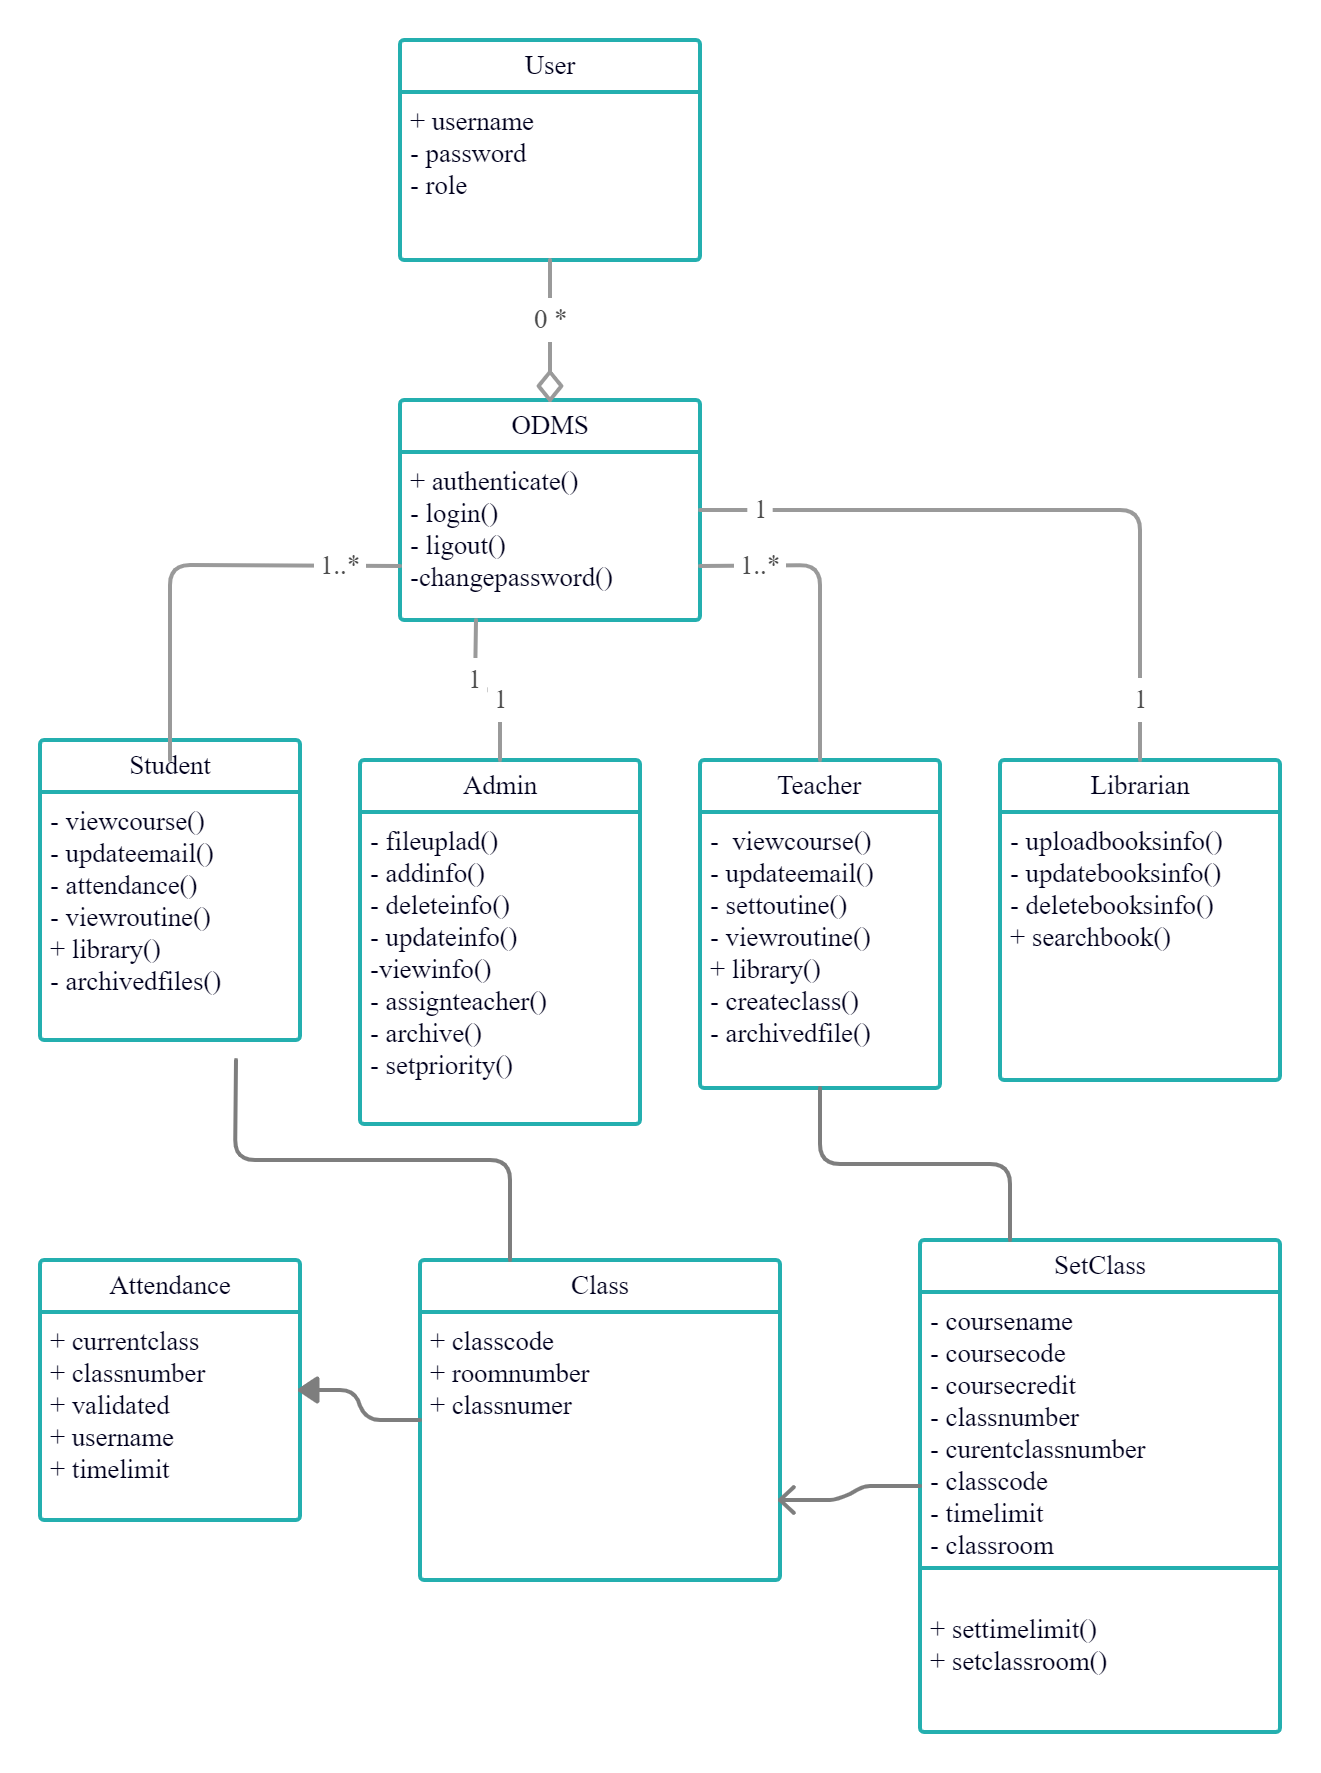 User
+ username
- password
- role
0 *
ODMS
+ authenticate()
- login()
- ligout()
-changepassword()
1
1..*
1..*
1
1
1
Student
- viewcourse()
- updateemail()
- attendance()
- viewroutine()
+ library()
- archivedfiles()
Admin
- fileuplad()
- addinfo()
- deleteinfo()
- updateinfo()
-viewinfo()
- assignteacher()
- archive()
- setpriority()
Teacher
-  viewcourse()
- updateemail()
- settoutine()
- viewroutine()
+ library()
- createclass()
- archivedfile()
Librarian
- uploadbooksinfo()
- updatebooksinfo()
- deletebooksinfo()
+ searchbook()
Attendance
+ currentclass
+ classnumber
+ validated
+ username
+ timelimit
Class
+ classcode
+ roomnumber
+ classnumer
SetClass
- coursename
- coursecode
- coursecredit
- classnumber
- curentclassnumber
- classcode
- timelimit
- classroom
+ settimelimit()
+ setclassroom()